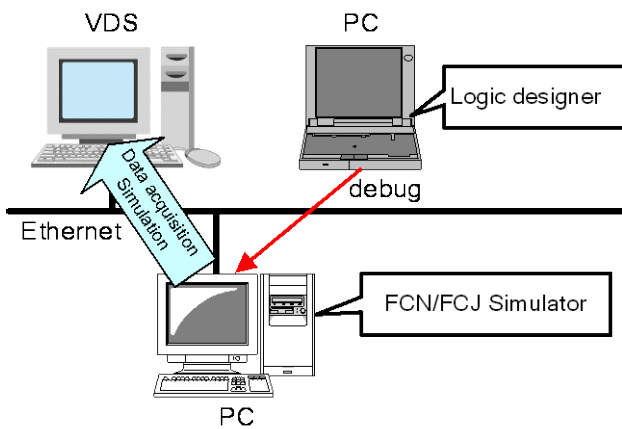 VDS
PC
Logic designer
Data acquisition
Simulation
debug
Ethernet
FCN/FCJ Simulator
PC